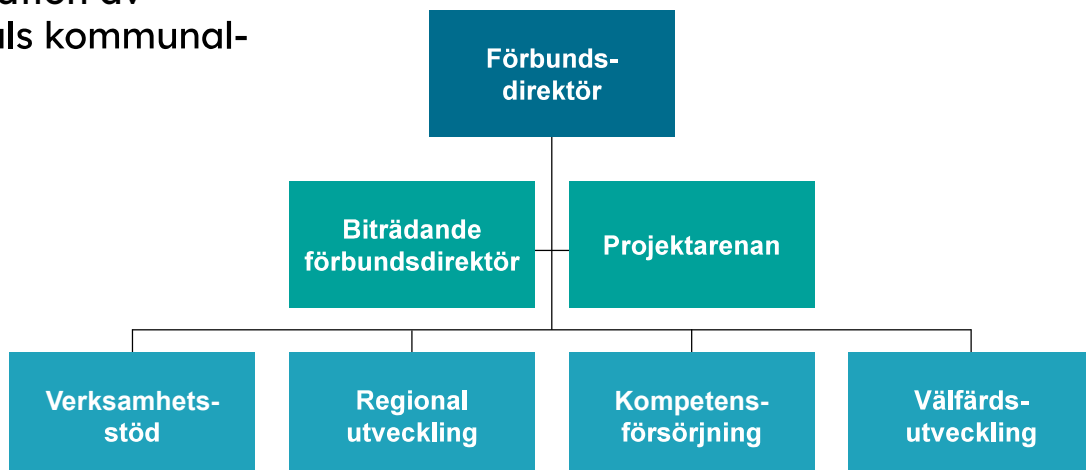 als kommunal-
Förbunds-
direktör
Biträdande
förbundsdirektör
Projektarenan
Verksamhets-
stöd
Regional
utveckling
Kompetens-
försörjning
Välfärds-
utveckling